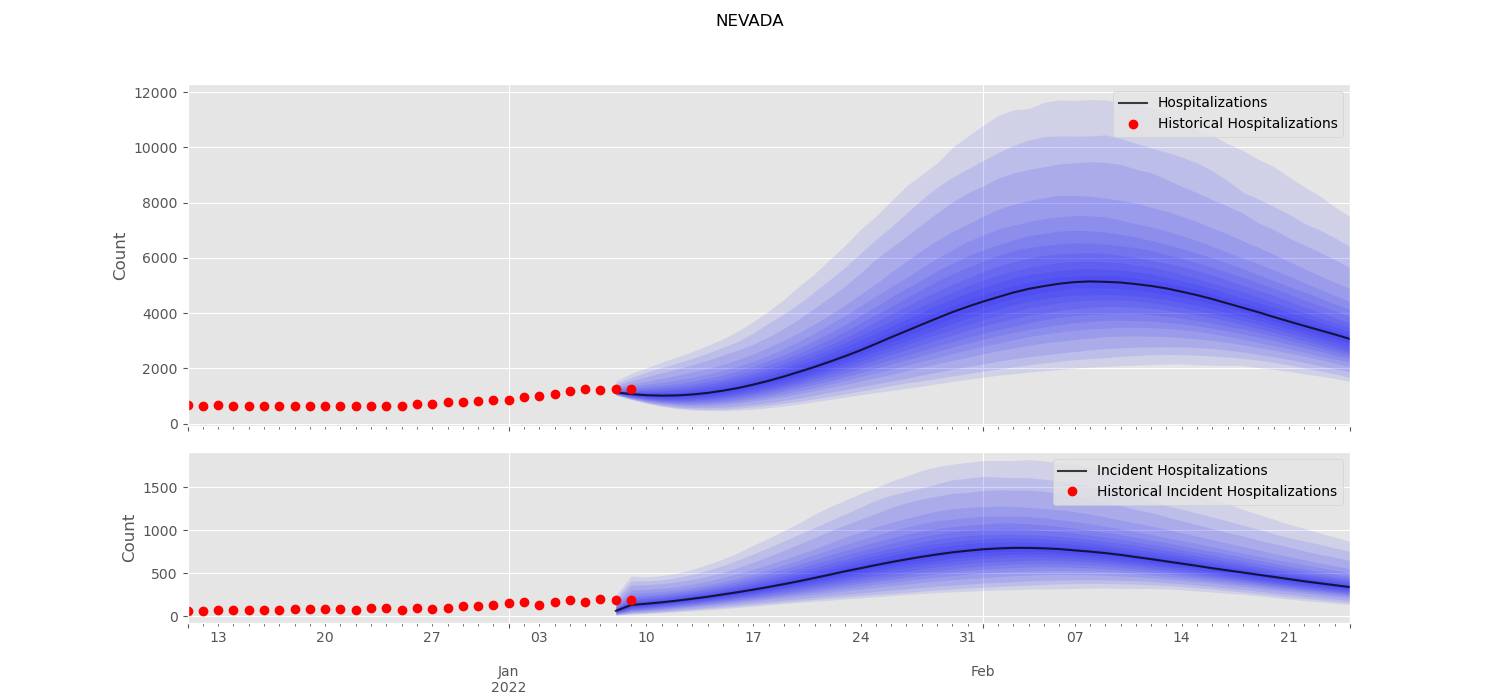 NEVADA
12000
10000
8000
6000
4000
2000
0
Count
Hospitalizations
Historical Hospitalizations
1500
1000
500
0
Count
Incident Hospitalizations
Historical Incident Hospitalizations
13 20 27 03 10 17 24 31 07 14 21
Jan Feb
2022